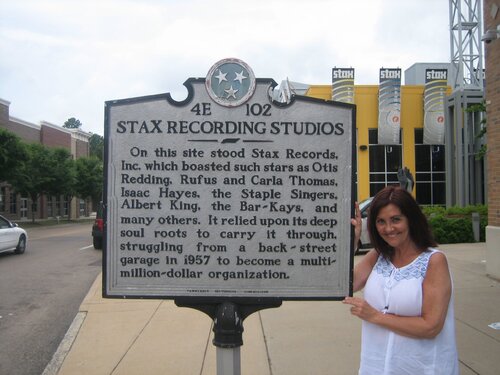 4E 102
STAX RECORDING STUDIOS
On this site stood Stax Records,
Inc. which boasted such stars as Otis
Redding, Rufus and Carla Thomas,
Isaac Hayes, the Staple Singers,
Albert King, the Bar-Kays, and
many others. It relied upon its deep
soul roots to carry it through,
struggling from a back-street
garage in 1957 to become a multi-
million-dollar organization.
TENNESSEE HISTORICAL COMMISSION
stax stax stax